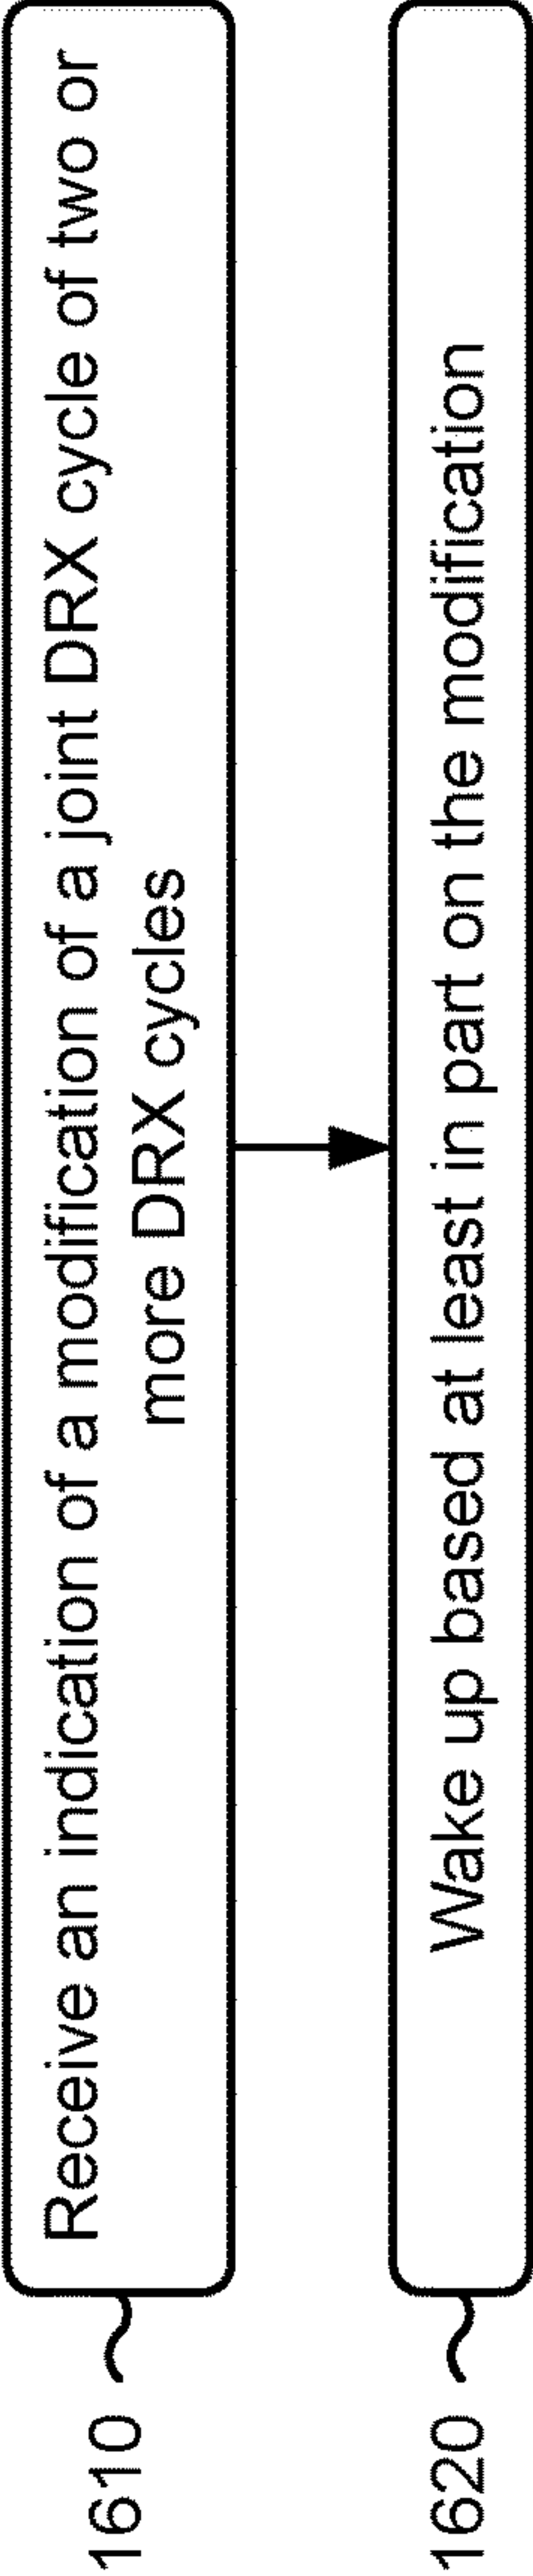 1610
Receive an indication of a modification of a joint DRX cycle of two or
more DRX cycles
1620
Wake up based at least in part on the modification